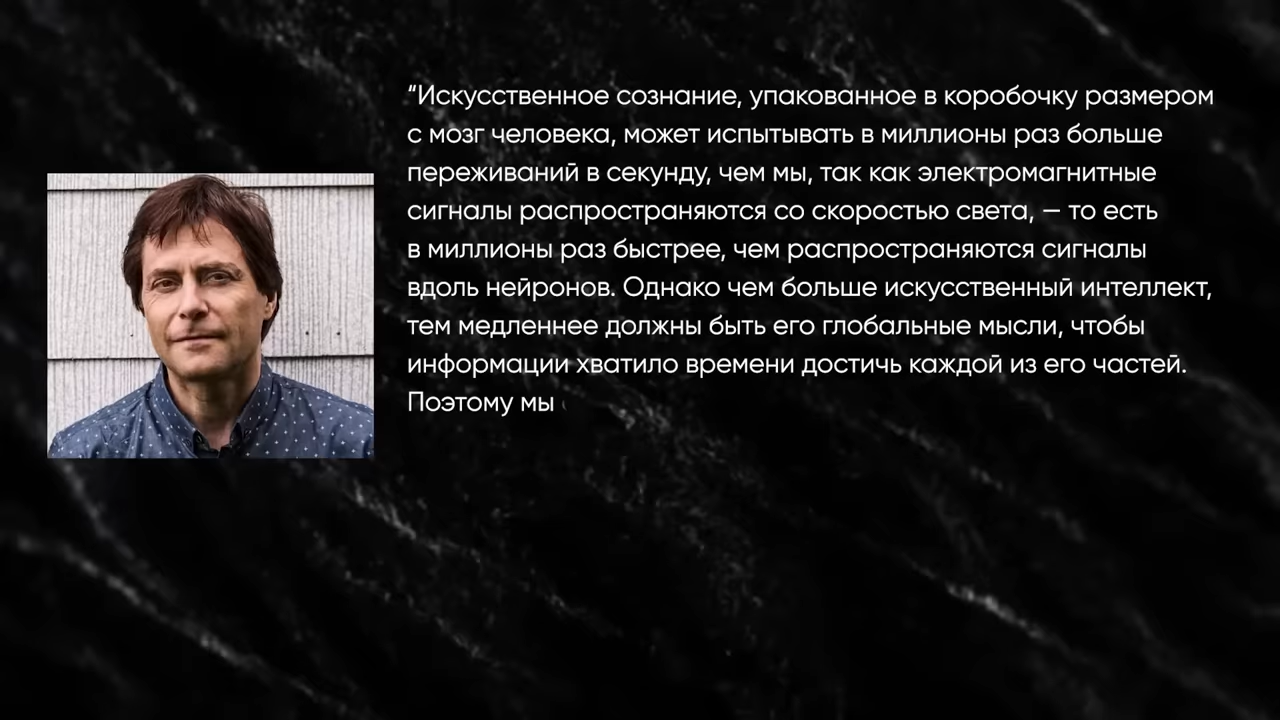 “Искусственное сознание, упакованное в коробочку размером
с мозг человека, может испытывать в миллионы раз больше
переживаний в секунду, чем мы, так как электромагнитные
сигналы распространяются со скоростью света, — то есть
в миллионы раз быстрее, чем распространяются сигналы
вдоль нейронов. Однако чем больше искусственный интеллект,
тем медленнее должны быть его глобальные мысли, чтобы
информации хватило времени достичь каждой из его частей.
Поэтому мы